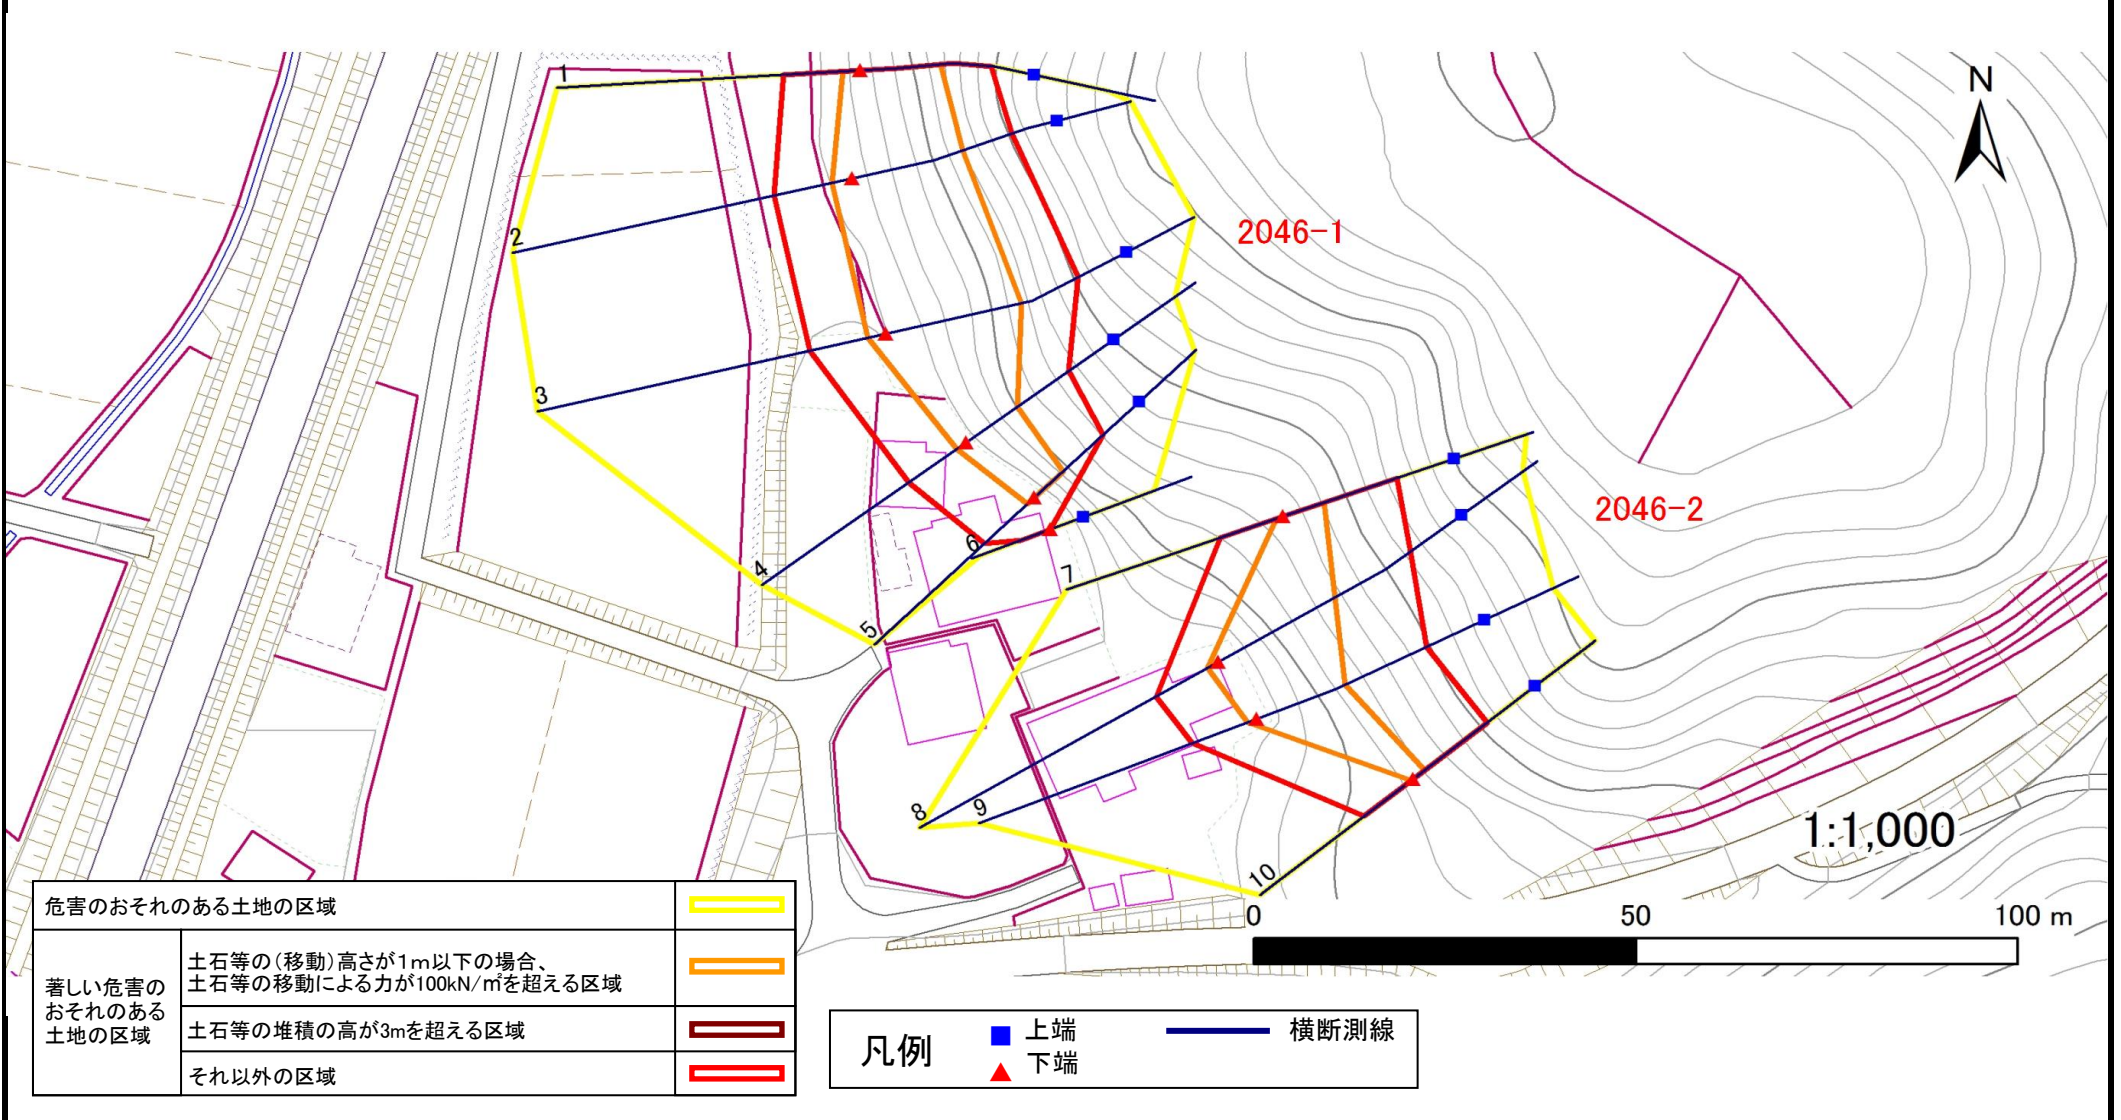 1
N
2
2046-1
3
2046-2
6
4
7
5
8
9
1:1,000
10
0 50 100 m
危害のおそれのある土地の区域
著しい危害の
おそれのある
土地の区域
土石等の(移動)高さが1m以下の場合、
土石等の移動による力が100kN/㎡を超える区域
土石等の堆積の高が3mを超える区域
それ以外の区域
凡例
上端
下端
横断測線